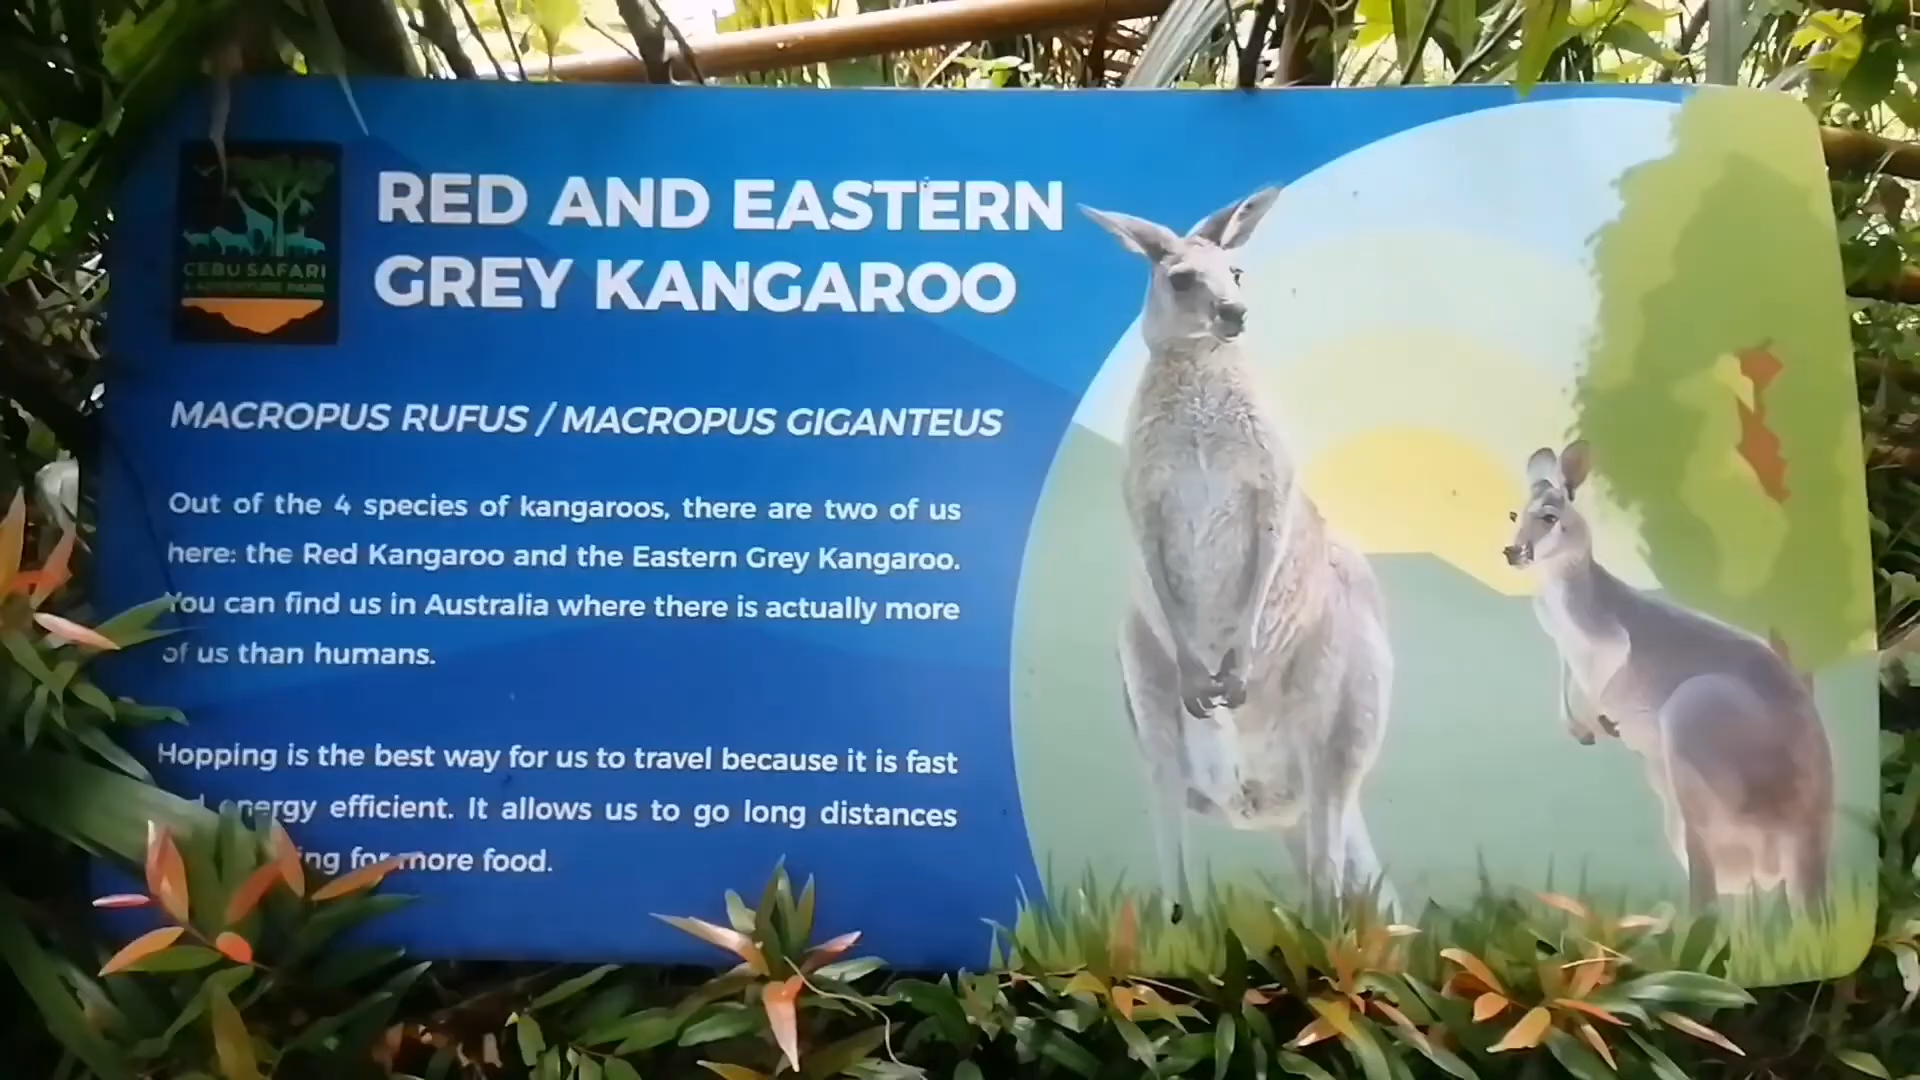 CEBU SAFARI
& ADVENTURE PARK
RED AND EASTERN
GREY KANGAROO
MACROPUS RUFUS / MACROPUS GIGANTEUS
Out of the 4 species of kangaroos, there are two of us
here: the Red Kangaroo and the Eastern Grey Kangaroo.
You can find us in Australia where there is actually more
of us than humans.
Hopping is the best way for us to travel because it is fast
energy efficient. It allows us to go long distances
for more food.